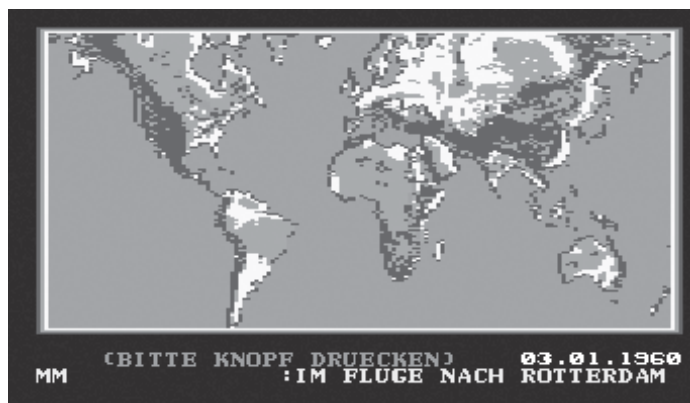 (BITTE KNOPF DRUECKEN) 03.01.1960
MM :IM FLUGE NACH ROTTERDAM